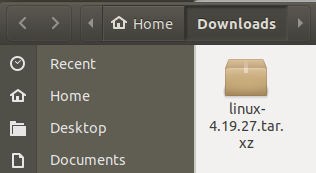 Home Downloads
Recent
Home
Desktop
Documents
linux-
4.19.27.tar.
xz